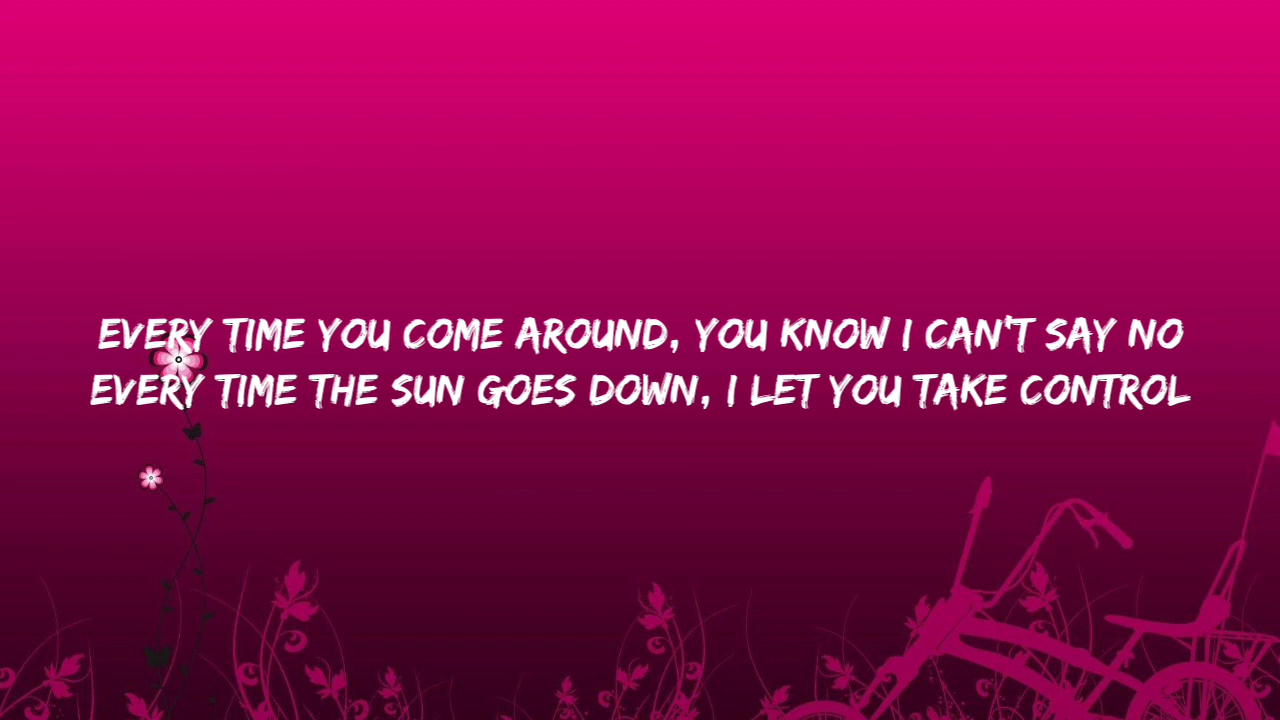 EVERY TIME YOU COME AROUND, YOU KNOW I CAN'T SAY NO
EVERY TIME THE SUN GOES DOWN, I LET YOU TAKE CONTROL